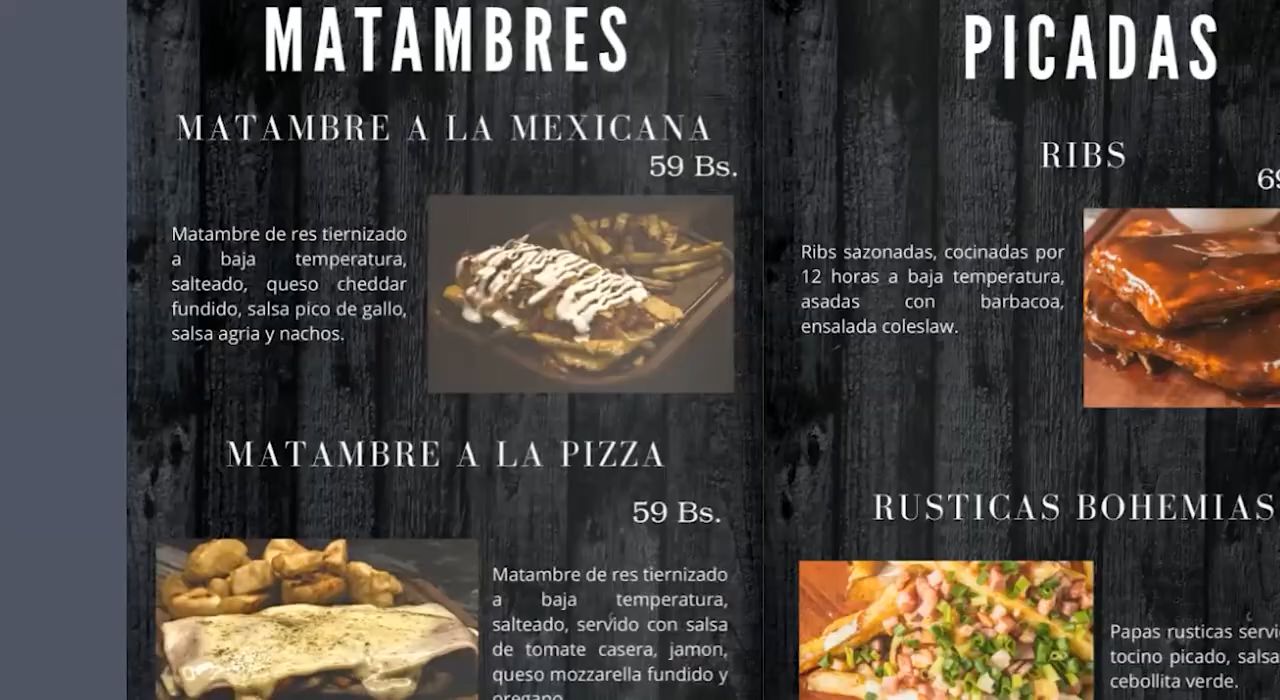 MATAMBRES
MATAMBRE A LA MEXICANA
59 Bs.
Matambre de res tiernizado
a baja temperatura,
salteado, queso cheddar
fundido, salsa pico de gallo,
salsa agria y nachos.
MATAMBRE A LA PIZZA
59 Bs.
Matambre de res tiernizado
a baja temperatura,
salteado, servido con salsa
de tomate casera, jamon,
queso mozzarella fundido y
oregano
PICADAS
RIBS
Ribs sazonadas, cocinadas por
12 horas a baja temperatura,
asadas con barbacoa,
ensalada coleslaw.
RUSTICAS BOHEMIAS
Papas rusticas
tocino picado, salsa
cebollita verde.